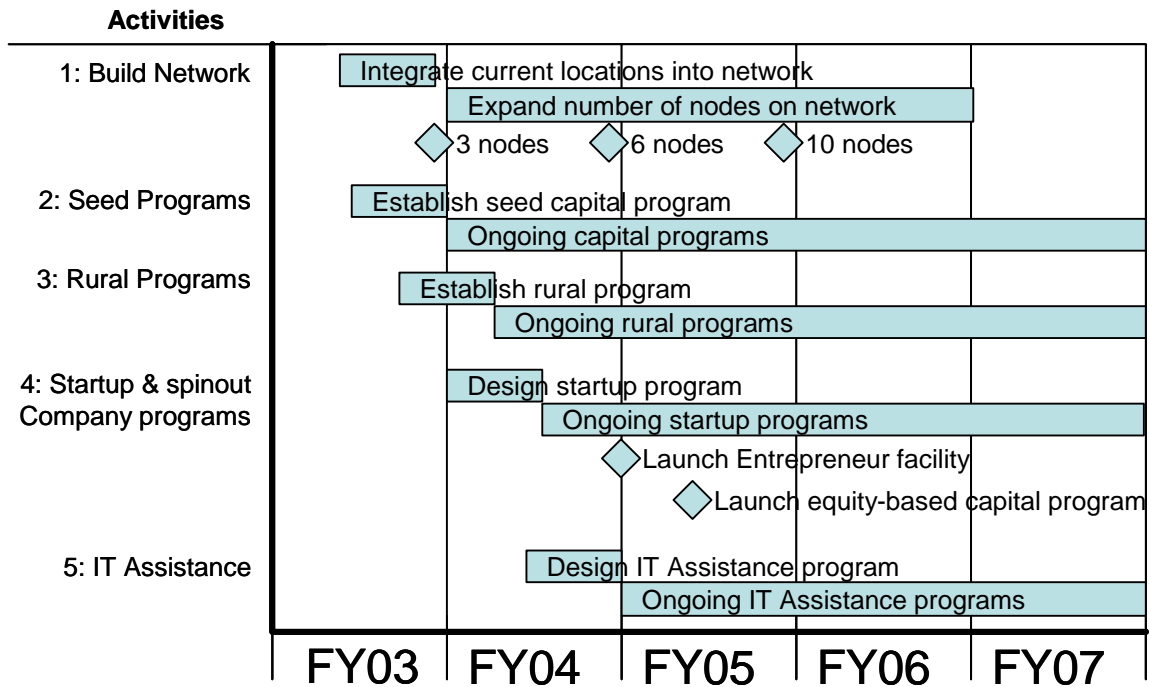 Activities
1: Build Network
Integrate current locations into network
Expand number of nodes on network
3 nodes
6 nodes
10 nodes
2: Seed Programs
Establish seed capital program
Ongoing capital programs
3: Rural Programs
Establish rural program
Ongoing rural programs
4: Startup & spinout
Company programs
Design startup program
Ongoing startup programs
Launch Entrepreneur facility
Launch equity-based capital program
5: IT Assistance
Design IT Assistance program
Ongoing IT Assistance programs
FY03
FY04
FY05
FY06
FY07